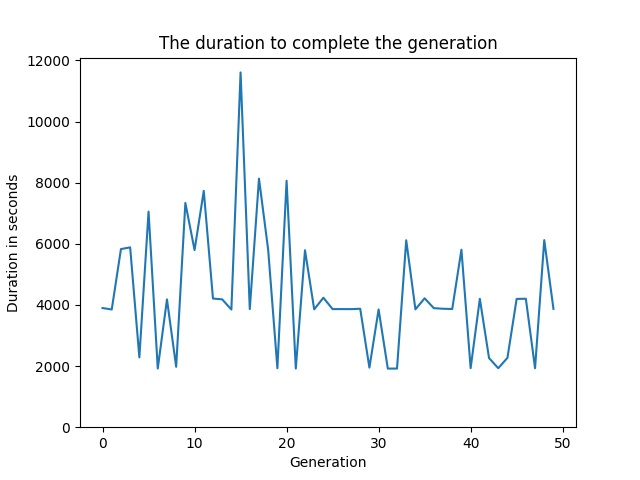 The duration to complete the generation
12000
10000
8000
6000
4000
2000
0
Duration in seconds
0 10 20 30 40 50
Generation